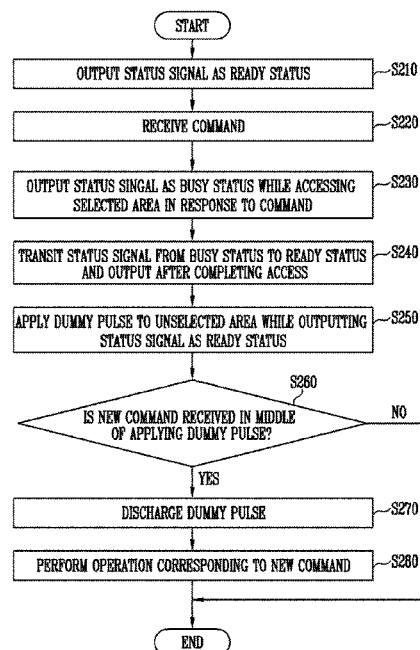 START
OUTPUT STATUS SIGNAL AS READY STATUS
S210
RECEIVE COMMAND
S220
OUTPUT STATUS SINGAL AS BUSY STATUS WHILE ACCESSING
SELECTED AREA IN RESPONSE TO COMMAND
S230
TRANSIT STATUS SIGNAL FROM BUSY STATUS TO READY STATUS
AND OUTPUT AFTER COMPLETING ACCESS
S240
APPLY DUMMY PULSE TO UNSELECTED AREA WHILE OUTPUTTING
STATUS SIGNAL AS READY STATUS
S250
S260
IS NEW COMMAND RECEIVED IN MIDDLE
OF APPLYING DUMMY PULSE?
NO
YES
DISCHARGE DUMMY PULSE
S270
PERFORM OPERATION CORRESPONDING TO NEW COMMAND
S280
END